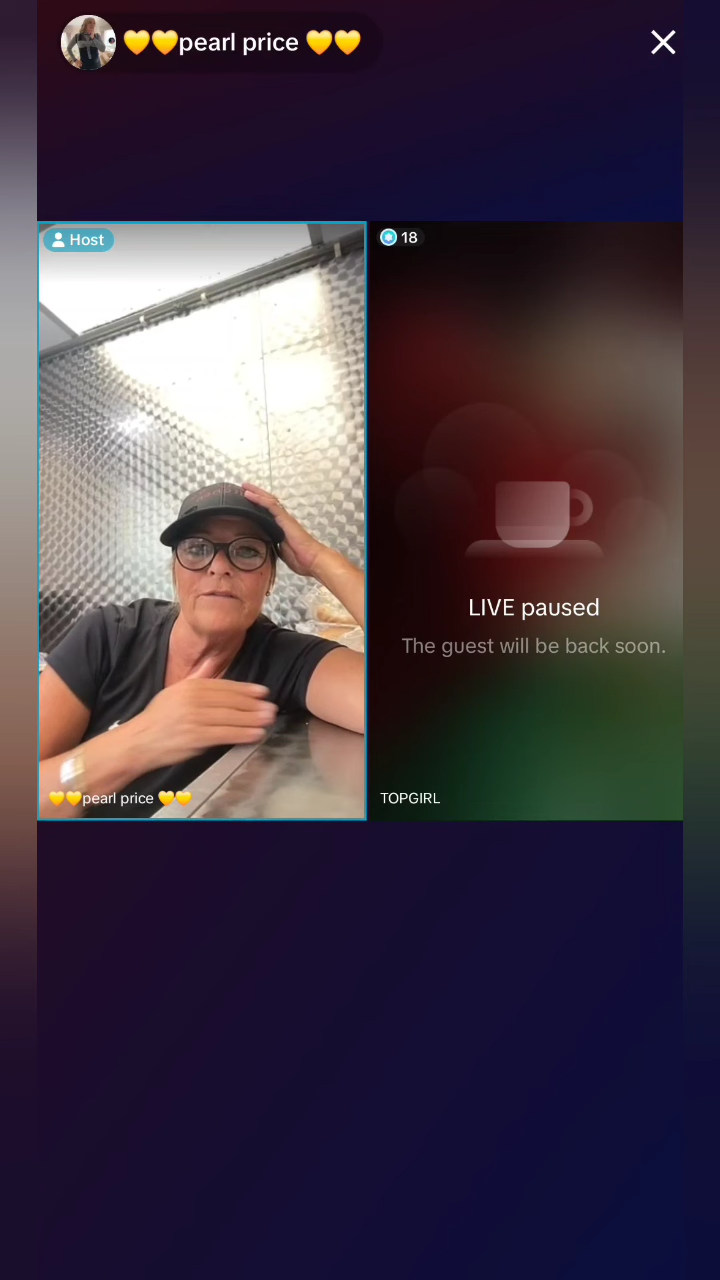 💛💛pearl price 💛💛
Host
18
LIVE paused
The guest will be back soon.
💛💛pearl price 💛💛
TOPGIRL